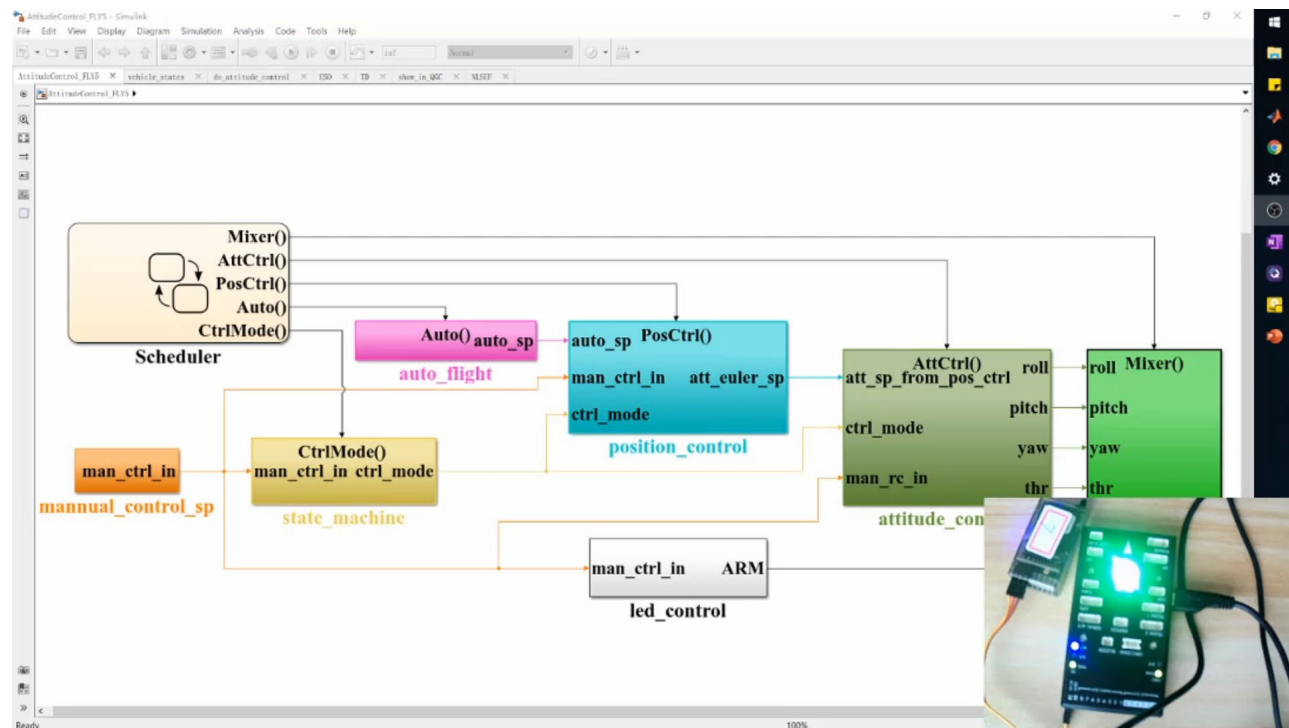 AttitudeControl_FLY5 - Simulink
File Edit View Display Diagram Simulation Analysis Code Tools Help
inf Normal
AttitudeControl_FLY5 vehicle_states do_attitude_control ESO TD show_in_QGC NLSEF
AttitudeControl_FLY5
Mixer()
AttCtrl()
PosCtrl()
Auto()
CtrlMode()
Scheduler
Auto() auto_sp
auto_flight
PosCtrl()
auto_sp
man_ctrl_in att_euler_sp
ctrl_mode
position_control
AttCtrl()
att_sp_from_pos_ctrl
ctrl_mode
man_rc_in
roll
pitch
yaw
thr
Mixer()
roll
pitch
yaw
thr
man_ctrl_in
mannual_control_sp
CtrlMode()
man_ctrl_in ctrl_mode
state_machine
man_ctrl_in ARM
led_control
Ready 100%